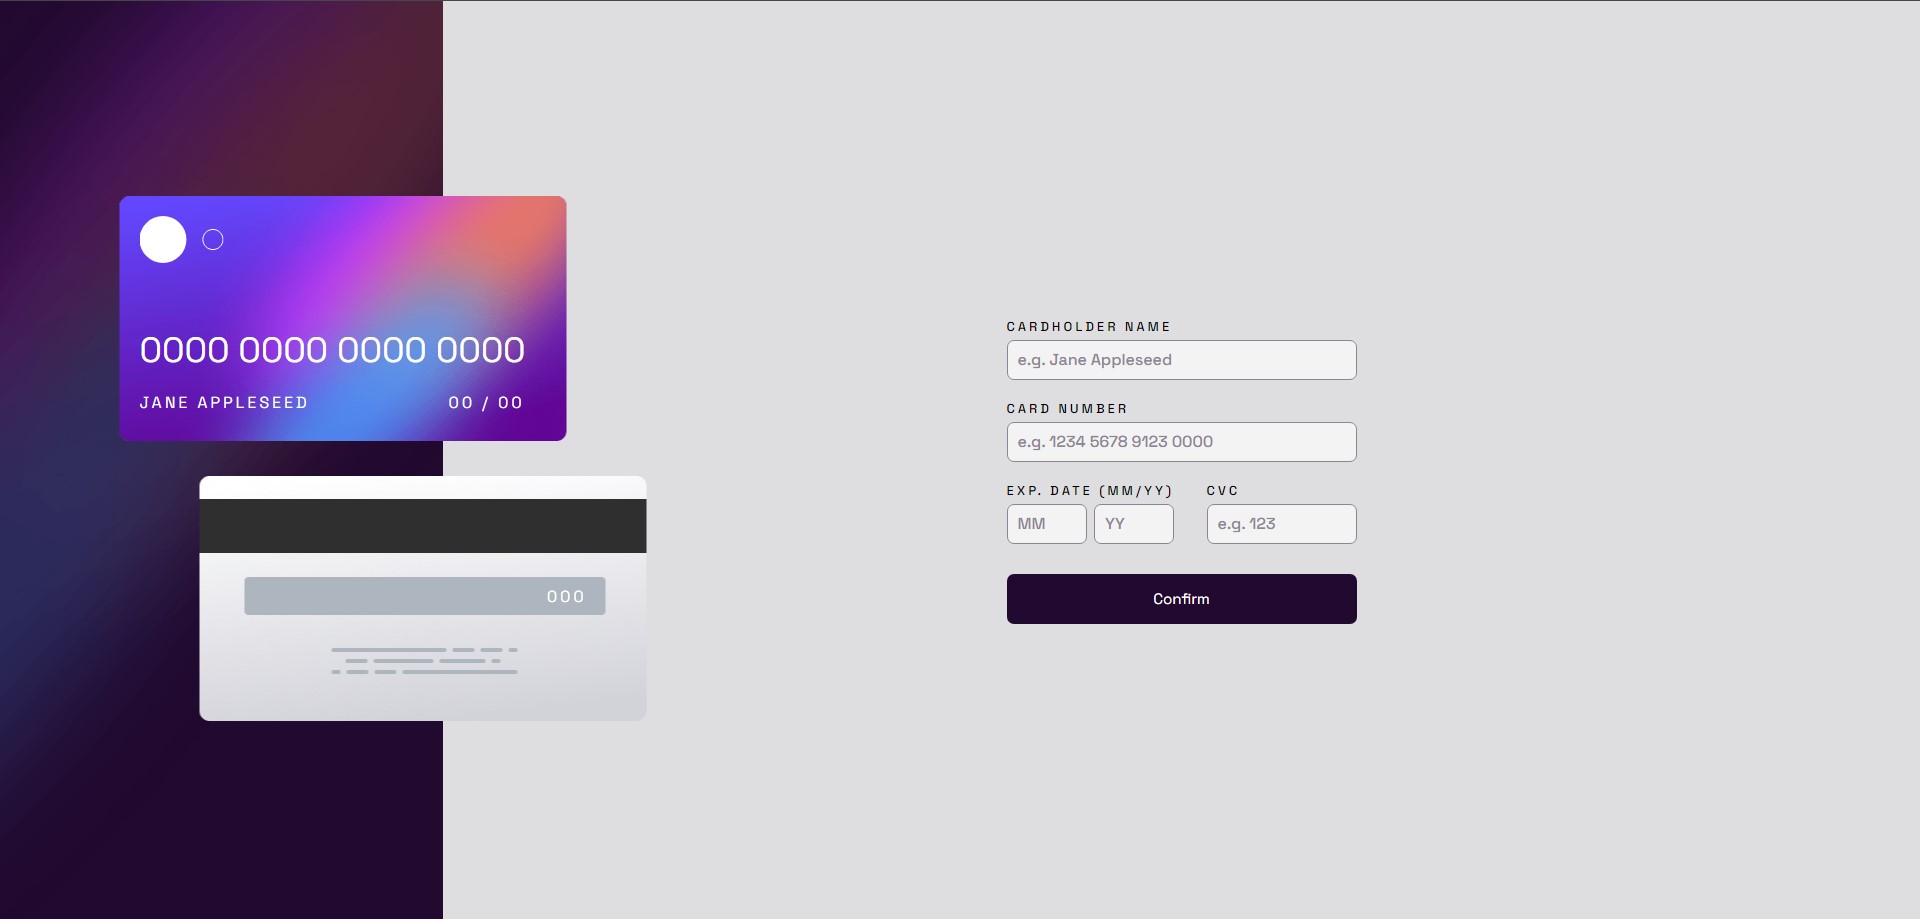 0000 0000 0000 0000
JANE APPLESEED 00 / 00
000
CARDHOLDER NAME
e.g. Jane Appleseed
CARD NUMBER
e.g. 1234 5678 9123 0000
EXP. DATE (MM/YY) CVC
MM YY e.g. 123
Confirm